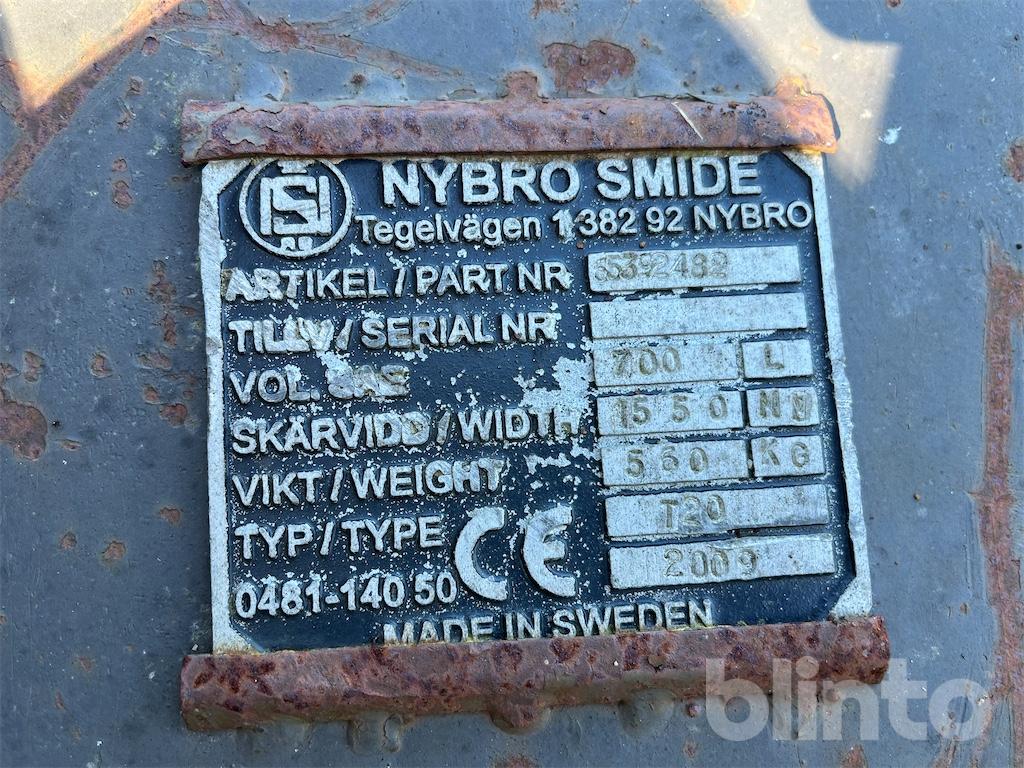 NYBRO SMIDE
Tegelvägen 1 382 92 NYBRO
ARTIKEL / PART NR
TILLV / SERIAL NR
VOL. SAE 700 L
SKÄRVIDD / WIDTH 1550 MM
VIKT / WEIGHT 560 KG
TYP / TYPE T20
0481-140 50 CE 2009
MADE IN SWEDEN
blinto